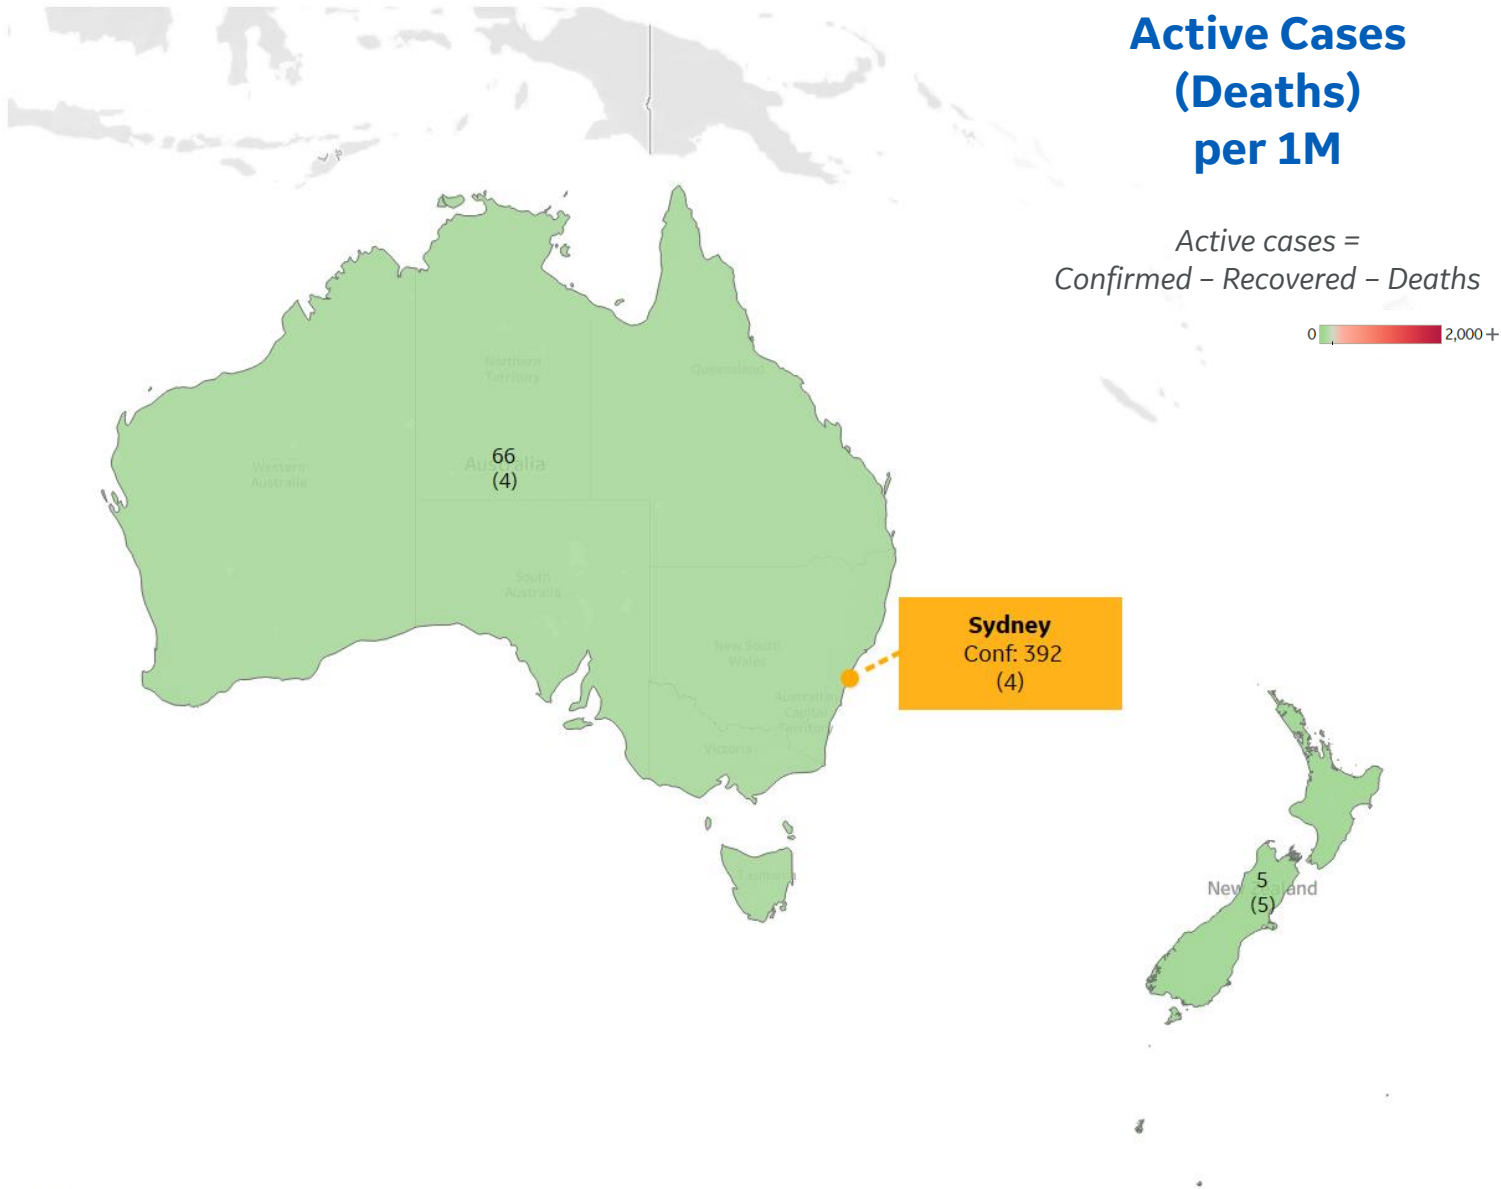 Active Cases
(Deaths)
per 1M
Active cases =
Confirmed – Recovered – Deaths
0
2,000 +
Northern
Territory
Queensland
Western
Australia
66
Australia
(4)
South
Australia
Sydney
Conf: 392
(4)
New South
Wales
Australian
Capital
Territory
Victoria
Tasmania
5
New Zealand
(5)